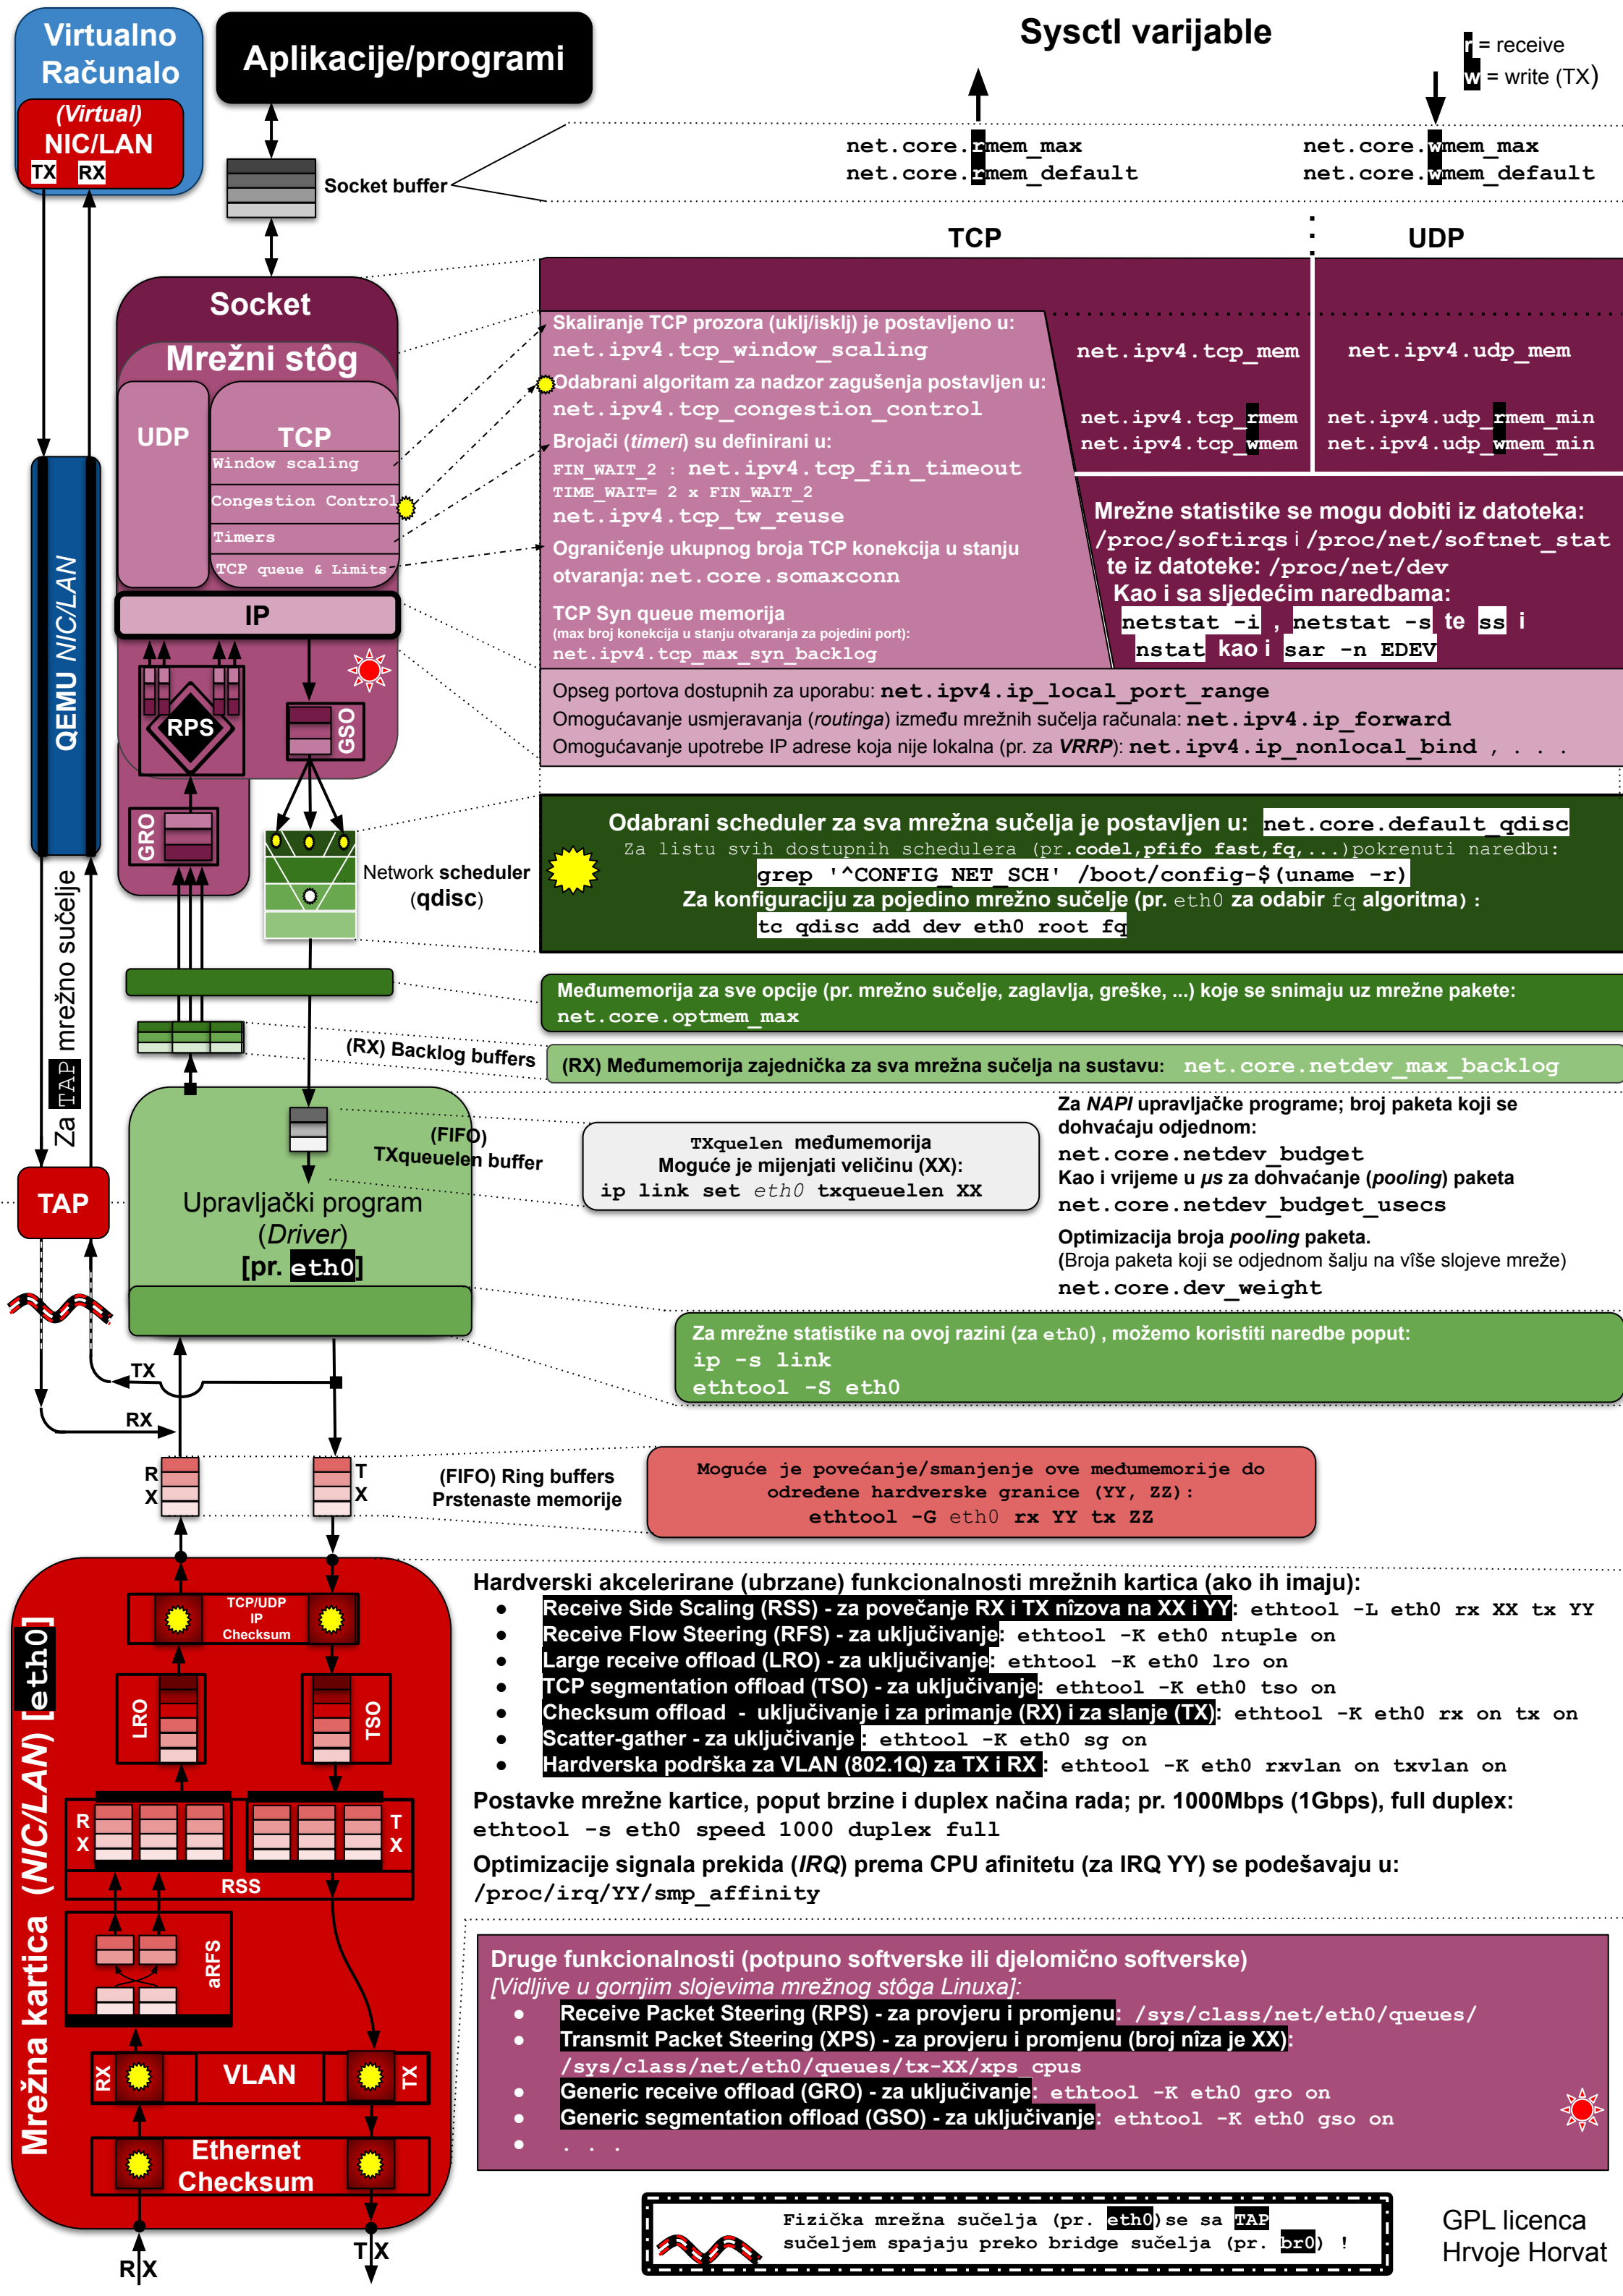 Virtualno
Računalo
(Virtual)
NIC/LAN
TX RX
Aplikacije/programi
Socket buffer
Sysctl varijable
r = receive
w = write (TX)
net.core.rmem_max
net.core.rmem_default
net.core.wmem_max
net.core.wmem_default
TCP
UDP
Socket
Mrežni stôg
UDP
TCP
Window scaling
Congestion Control
Timers
TCP queue & Limits
IP
RPS
GSO
GRO
QEMU NIC/LAN
Za TAP mrežno sučelje
TAP
Skaliranje TCP prozora (uklj/isklj) je postavljeno u:
net.ipv4.tcp_window_scaling
Odabrani algoritam za nadzor zagušenja postavljen u:
net.ipv4.tcp_congestion_control
Brojači (timeri) su definirani u:
FIN_WAIT_2 : net.ipv4.tcp_fin_timeout
TIME_WAIT= 2 x FIN_WAIT_2
net.ipv4.tcp_tw_reuse
Ograničenje ukupnog broja TCP konekcija u stanju
otvaranja: net.core.somaxconn
TCP Syn queue memorija
(max broj konekcija u stanju otvaranja za pojedini port):
net.ipv4.tcp_max_syn_backlog
net.ipv4.tcp_mem
net.ipv4.tcp_rmem
net.ipv4.tcp_wmem
net.ipv4.udp_mem
net.ipv4.udp_rmem_min
net.ipv4.udp_wmem_min
Mrežne statistike se mogu dobiti iz datoteka:
/proc/softirqs i /proc/net/softnet_stat
te iz datoteke: /proc/net/dev
Kao i sa sljedećim naredbama:
netstat -i , netstat -s te ss i
nstat kao i sar -n EDEV
Opseg portova dostupnih za uporabu: net.ipv4.ip_local_port_range
Omogućavanje usmjeravanja (routinga) između mrežnih sučelja računala: net.ipv4.ip_forward
Omogućavanje upotrebe IP adrese koja nije lokalna (pr. za VRRP): net.ipv4.ip_nonlocal_bind , . . .
Network scheduler
(qdisc)
Odabrani scheduler za sva mrežna sučelja je postavljen u: net.core.default_qdisc
Za listu svih dostupnih schedulera (pr.codel,pfifo fast,fq,...)pokrenuti naredbu:
grep '^CONFIG_NET_SCH' /boot/config-$(uname -r)
Za konfiguraciju za pojedino mrežno sučelje (pr. eth0 za odabir fq algoritma):
tc qdisc add dev eth0 root fq
Međumemorija za sve opcije (pr. mrežno sučelje, zaglavlja, greške, ...) koje se snimaju uz mrežne pakete:
net.core.optmem_max
(RX) Backlog buffers
(RX) Međumemorija zajednička za sva mrežna sučelja na sustavu: net.core.netdev_max_backlog
(FIFO)
TXqueuelen buffer
Upravljački program
(Driver)
[pr. eth0]
TXquelen međumemorija
Moguće je mijenjati veličinu (XX):
ip link set eth0 txqueuelen XX
Za NAPI upravljačke programe; broj paketa koji se
dohvaćaju odjednom:
net.core.netdev_budget
Kao i vrijeme u µs za dohvaćanje (pooling) paketa
net.core.netdev_budget_usecs
Optimizacija broja pooling paketa.
(Broja paketa koji se odjednom šalju na vîše slojeve mreže)
net.core.dev_weight
Za mrežne statistike na ovoj razini (za eth0) , možemo koristiti naredbe poput:
ip -s link
ethtool -S eth0
TX
RX
RX
TX
(FIFO) Ring buffers
Prstenaste memorije
Moguće je povećanje/smanjenje ove međumemorije do
određene hardverske granice (YY, ZZ):
ethtool -G eth0 rx YY tx ZZ
Mrežna kartica (NIC/LAN) [eth0]
TCP/UDP
IP
Checksum
LRO
TSO
RX
TX
RSS
aRFS
RX
VLAN
TX
Ethernet
Checksum
RX
TX
Hardverski akcelerirane (ubrzane) funkcionalnosti mrežnih kartica (ako ih imaju):
● Receive Side Scaling (RSS) - za povečanje RX i TX nîzova na XX i YY: ethtool -L eth0 rx XX tx YY
● Receive Flow Steering (RFS) - za uključivanje: ethtool -K eth0 ntuple on
● Large receive offload (LRO) - za uključivanje: ethtool -K eth0 lro on
● TCP segmentation offload (TSO) - za uključivanje: ethtool -K eth0 tso on
● Checksum offload - uključivanje i za primanje (RX) i za slanje (TX): ethtool -K eth0 rx on tx on
● Scatter-gather - za uključivanje : ethtool -K eth0 sg on
● Hardverska podrška za VLAN (802.1Q) za TX i RX : ethtool -K eth0 rxvlan on txvlan on
Postavke mrežne kartice, poput brzine i duplex načina rada; pr. 1000Mbps (1Gbps), full duplex:
ethtool -s eth0 speed 1000 duplex full
Optimizacije signala prekida (IRQ) prema CPU afinitetu (za IRQ YY) se podešavaju u:
/proc/irq/YY/smp_affinity
Druge funkcionalnosti (potpuno softverske ili djelomično softverske)
[Vidljive u gornjim slojevima mrežnog stôga Linuxa]:
● Receive Packet Steering (RPS) - za provjeru i promjenu: /sys/class/net/eth0/queues/
● Transmit Packet Steering (XPS) - za provjeru i promjenu (broj nîza je XX):
/sys/class/net/eth0/queues/tx-XX/xps_cpus
● Generic receive offload (GRO) - za uključivanje: ethtool -K eth0 gro on
● Generic segmentation offload (GSO) - za uključivanje: ethtool -K eth0 gso on
● . . .
Fizička mrežna sučelja (pr. eth0)se sa TAP
sučeljem spajaju preko bridge sučelja (pr. br0) !
GPL licenca
Hrvoje Horvat